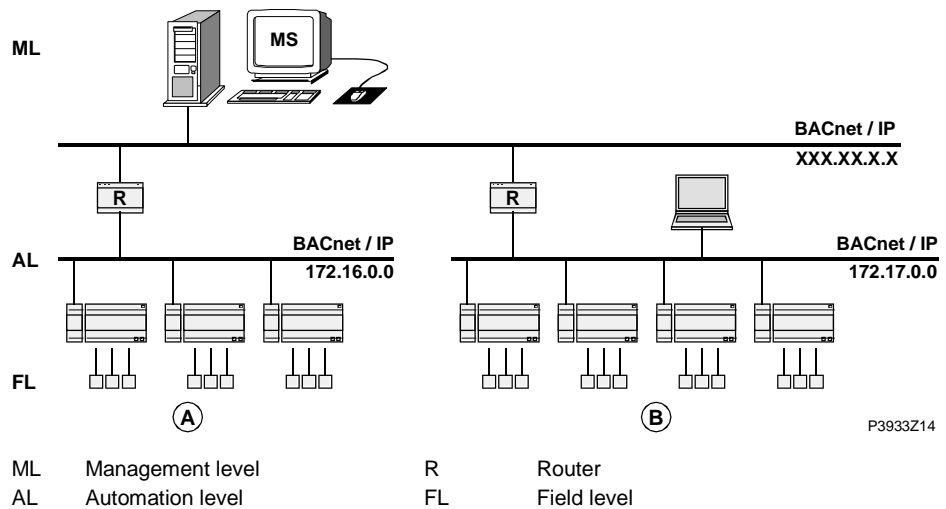 ML
MS
BACnet / IP
XXX.XX.X.X
R
R
AL
BACnet / IP
172.16.0.0
BACnet / IP
172.17.0.0
FL
A
B
P3933Z14
ML Management level R Router
AL Automation level FL Field level